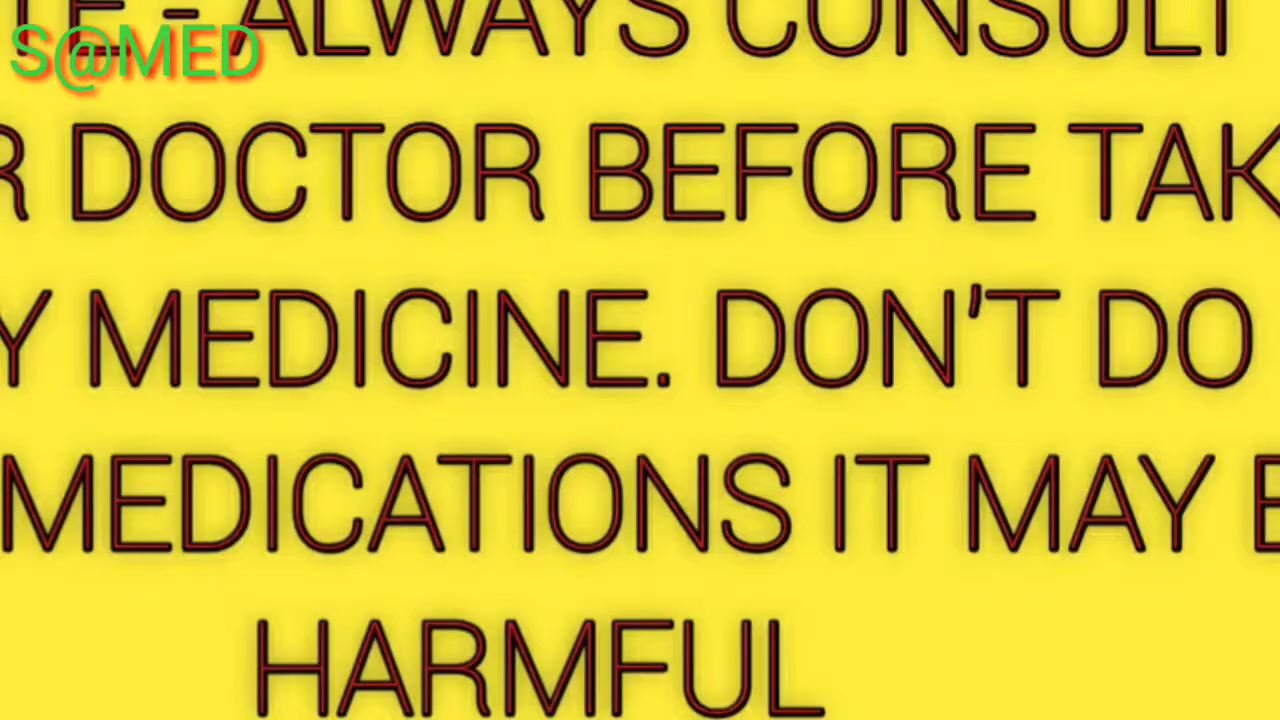 TE - ALWAYS CONSULT
S@MED
R DOCTOR BEFORE TAK
Y MEDICINE. DON'T DO
MEDICATIONS IT MAY B
HARMFUL